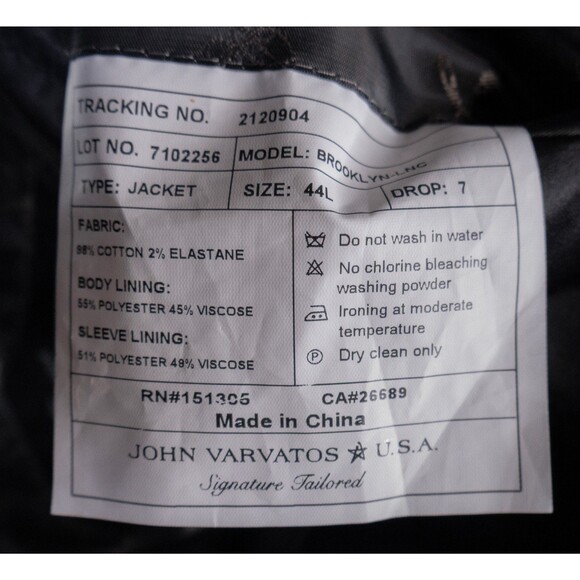 TRACKING NO. 2120904
LOT NO. 7102256 MODEL: BROOKLYN-LNG
TYPE: JACKET SIZE: 44L DROP: 7
FABRIC:
98% COTTON 2% ELASTANE
BODY LINING:
55% POLYESTER 45% VISCOSE
SLEEVE LINING:
51% POLYESTER 49% VISCOSE
Do not wash in water
No chlorine bleaching
washing powder
Ironing at moderate
temperature
P Dry clean only
RN#151305 CA#26689
Made in China
JOHN VARVATOS ☆ U.S.A.
Signature Tailored